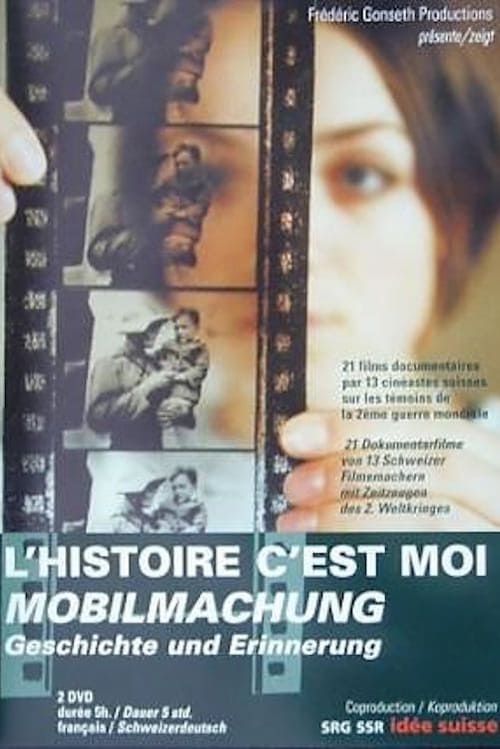 Frédéric Gonseth Productions
présente/zeigt
21 films documentaires
par 13 cinéastes suisses
sur les témoins de
la 2ème guerre mondiale
21 Dokumentarfilme
von 13 Schweizer
Filmemachern
mit Zeitzeugen
des 2. Weltkrieges
L'HISTOIRE C'EST MOI
MOBILMACHUNG
Geschichte und Erinnerung
2 DVD
durée 5h. / Dauer 5 std.
français / Schweizerdeutsch
Coproduction / Koproduktion
SRG SSR idée suisse